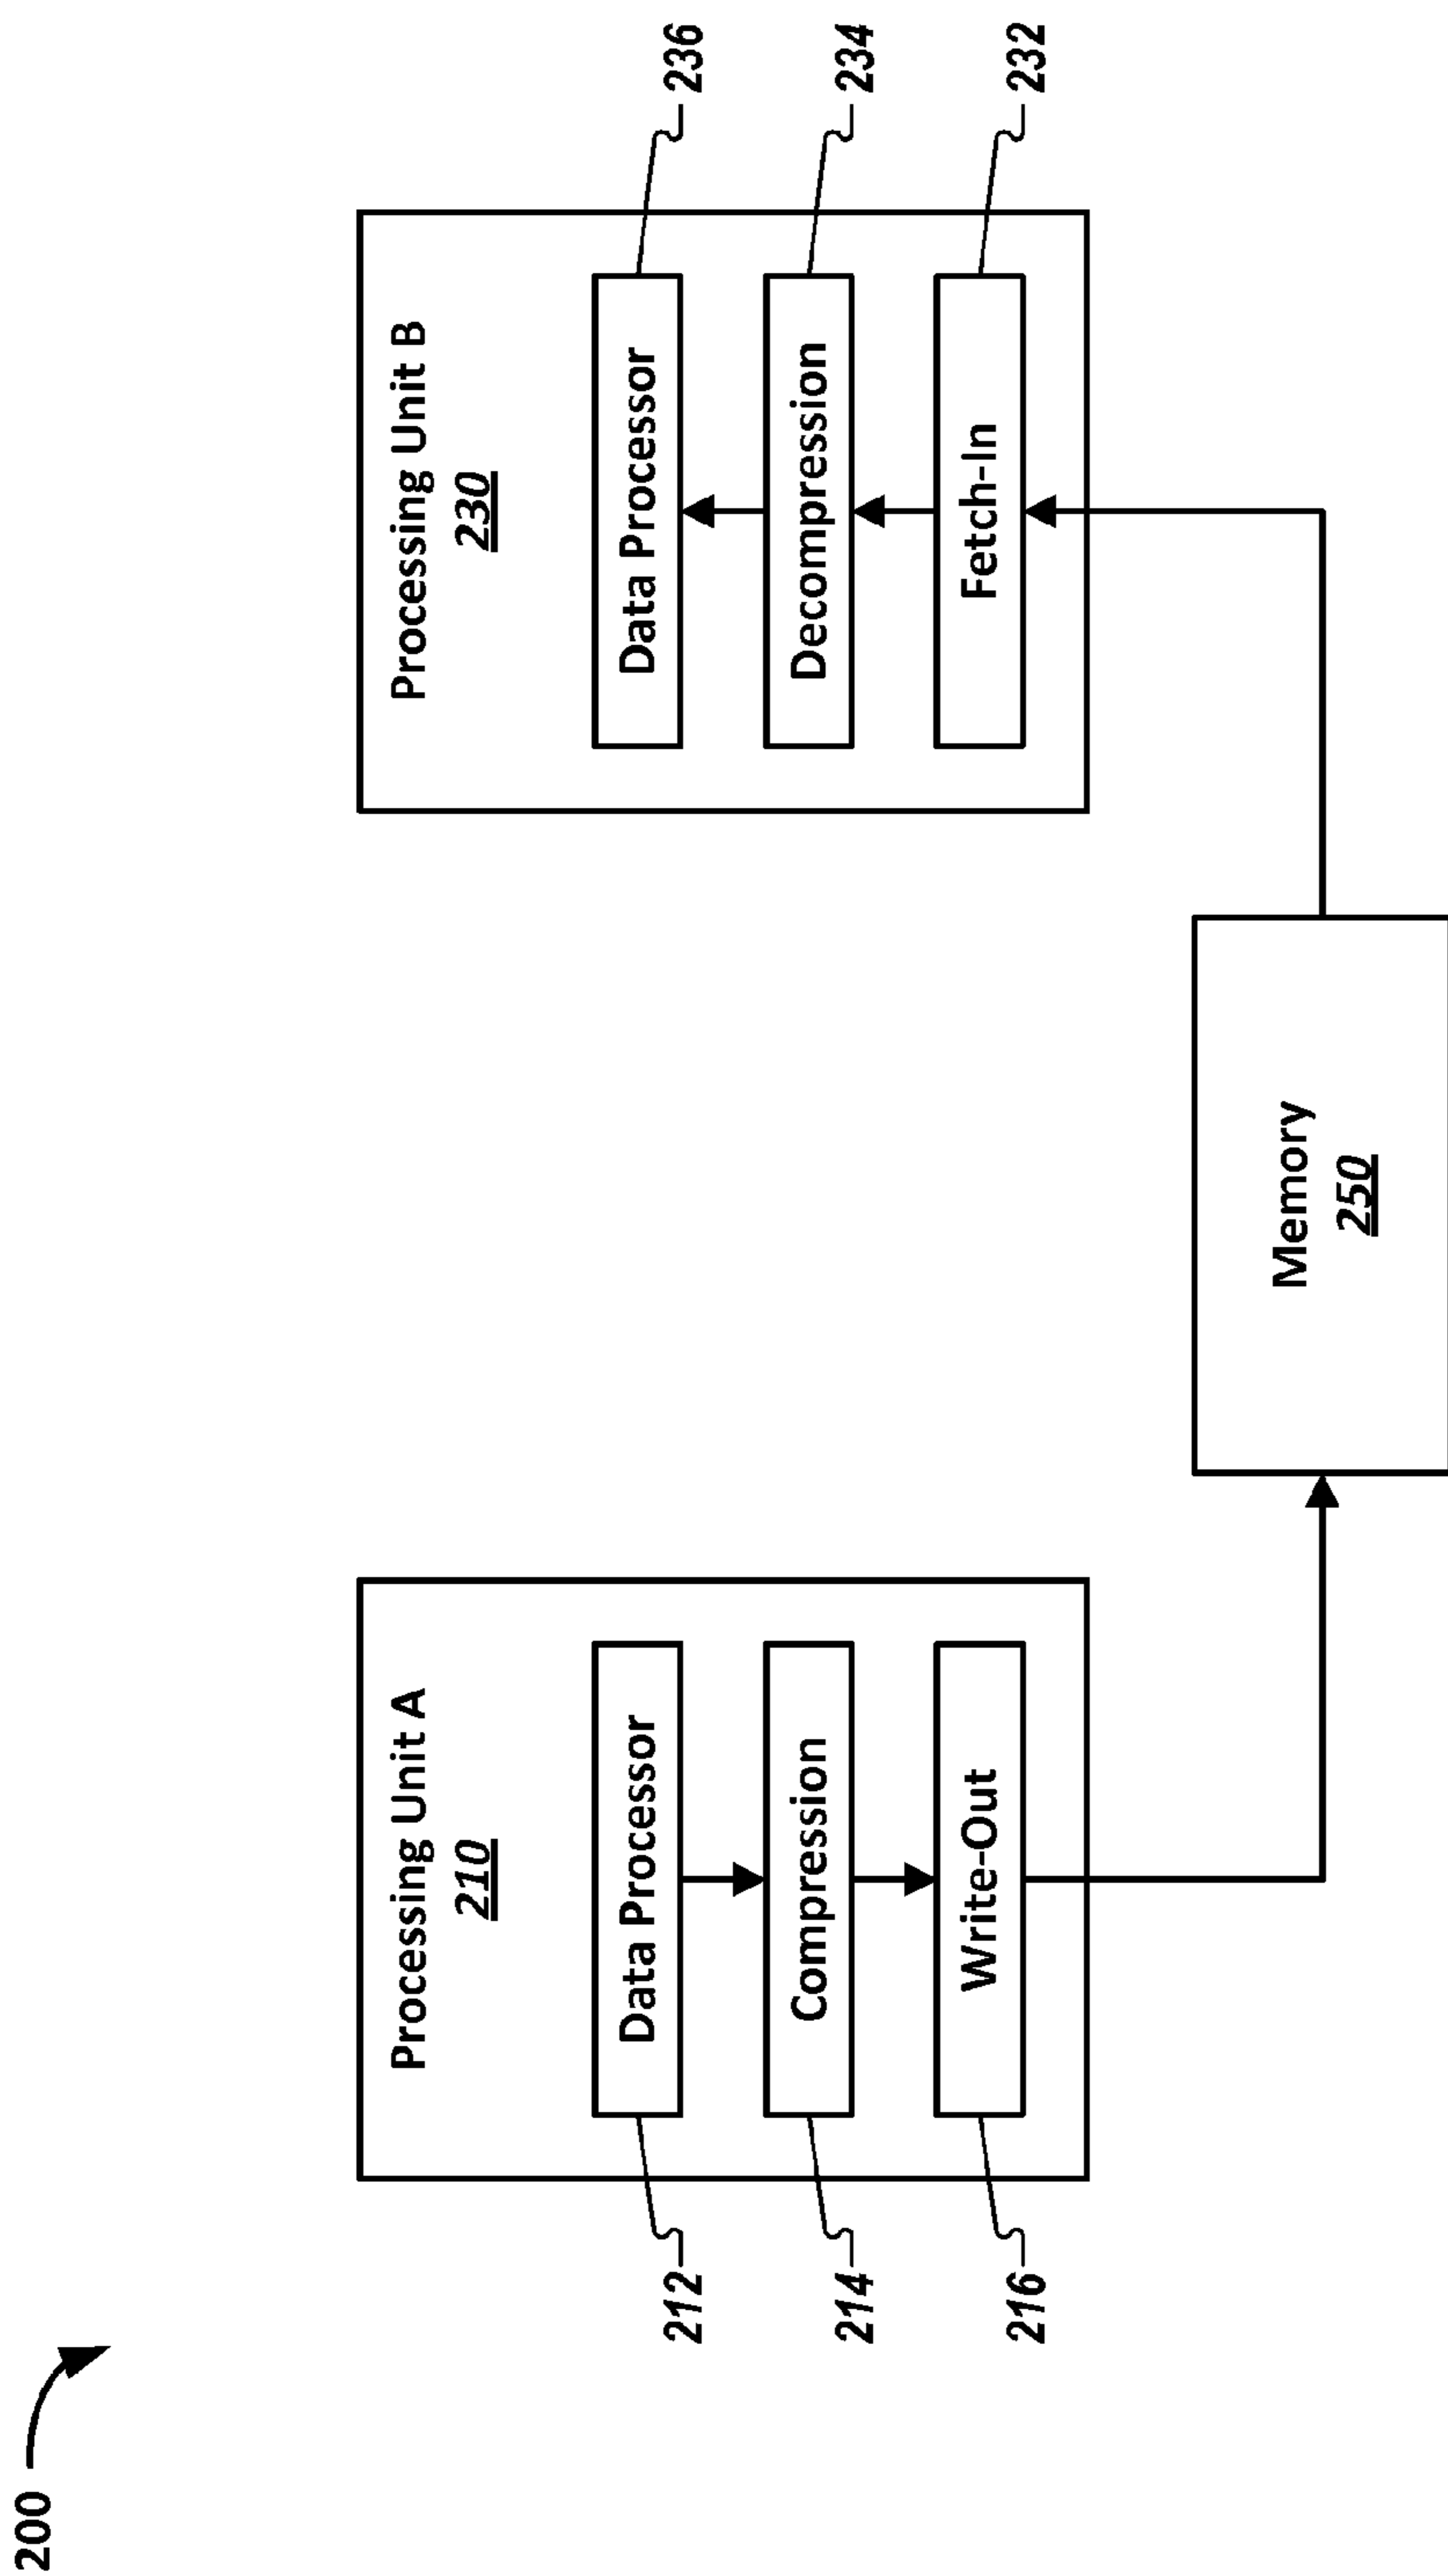 200
Processing Unit A
210
Data Processor
212
Compression
214
Write-Out
216
Processing Unit B
230
Data Processor
236
Decompression
234
Fetch-In
232
Memory
250